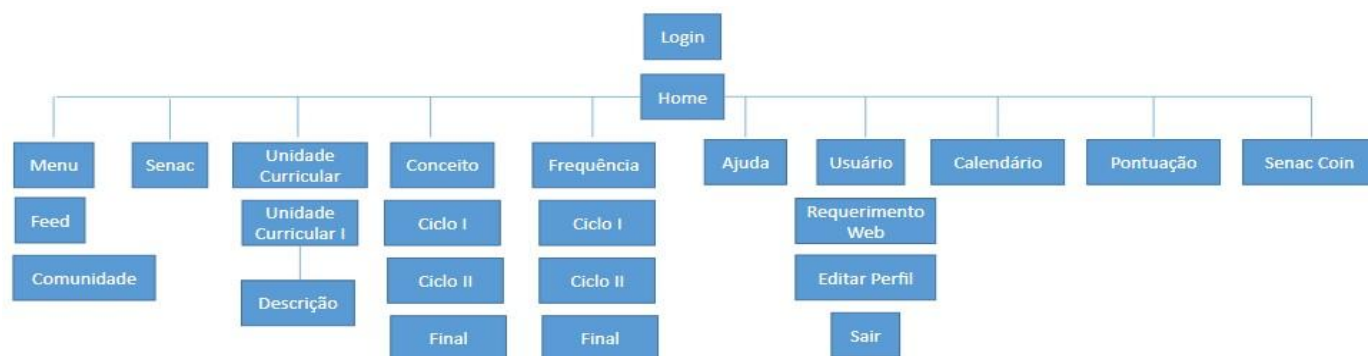 Login
Home
Menu
Senac
Unidade
Curricular
Conceito
Frequência
Ajuda
Usuário
Calendário
Pontuação
Senac Coin
Feed
Unidade
Curricular I
Ciclo I
Ciclo I
Requerimento
Web
Comunidade
Descrição
Ciclo II
Ciclo II
Editar Perfil
Final
Final
Sair